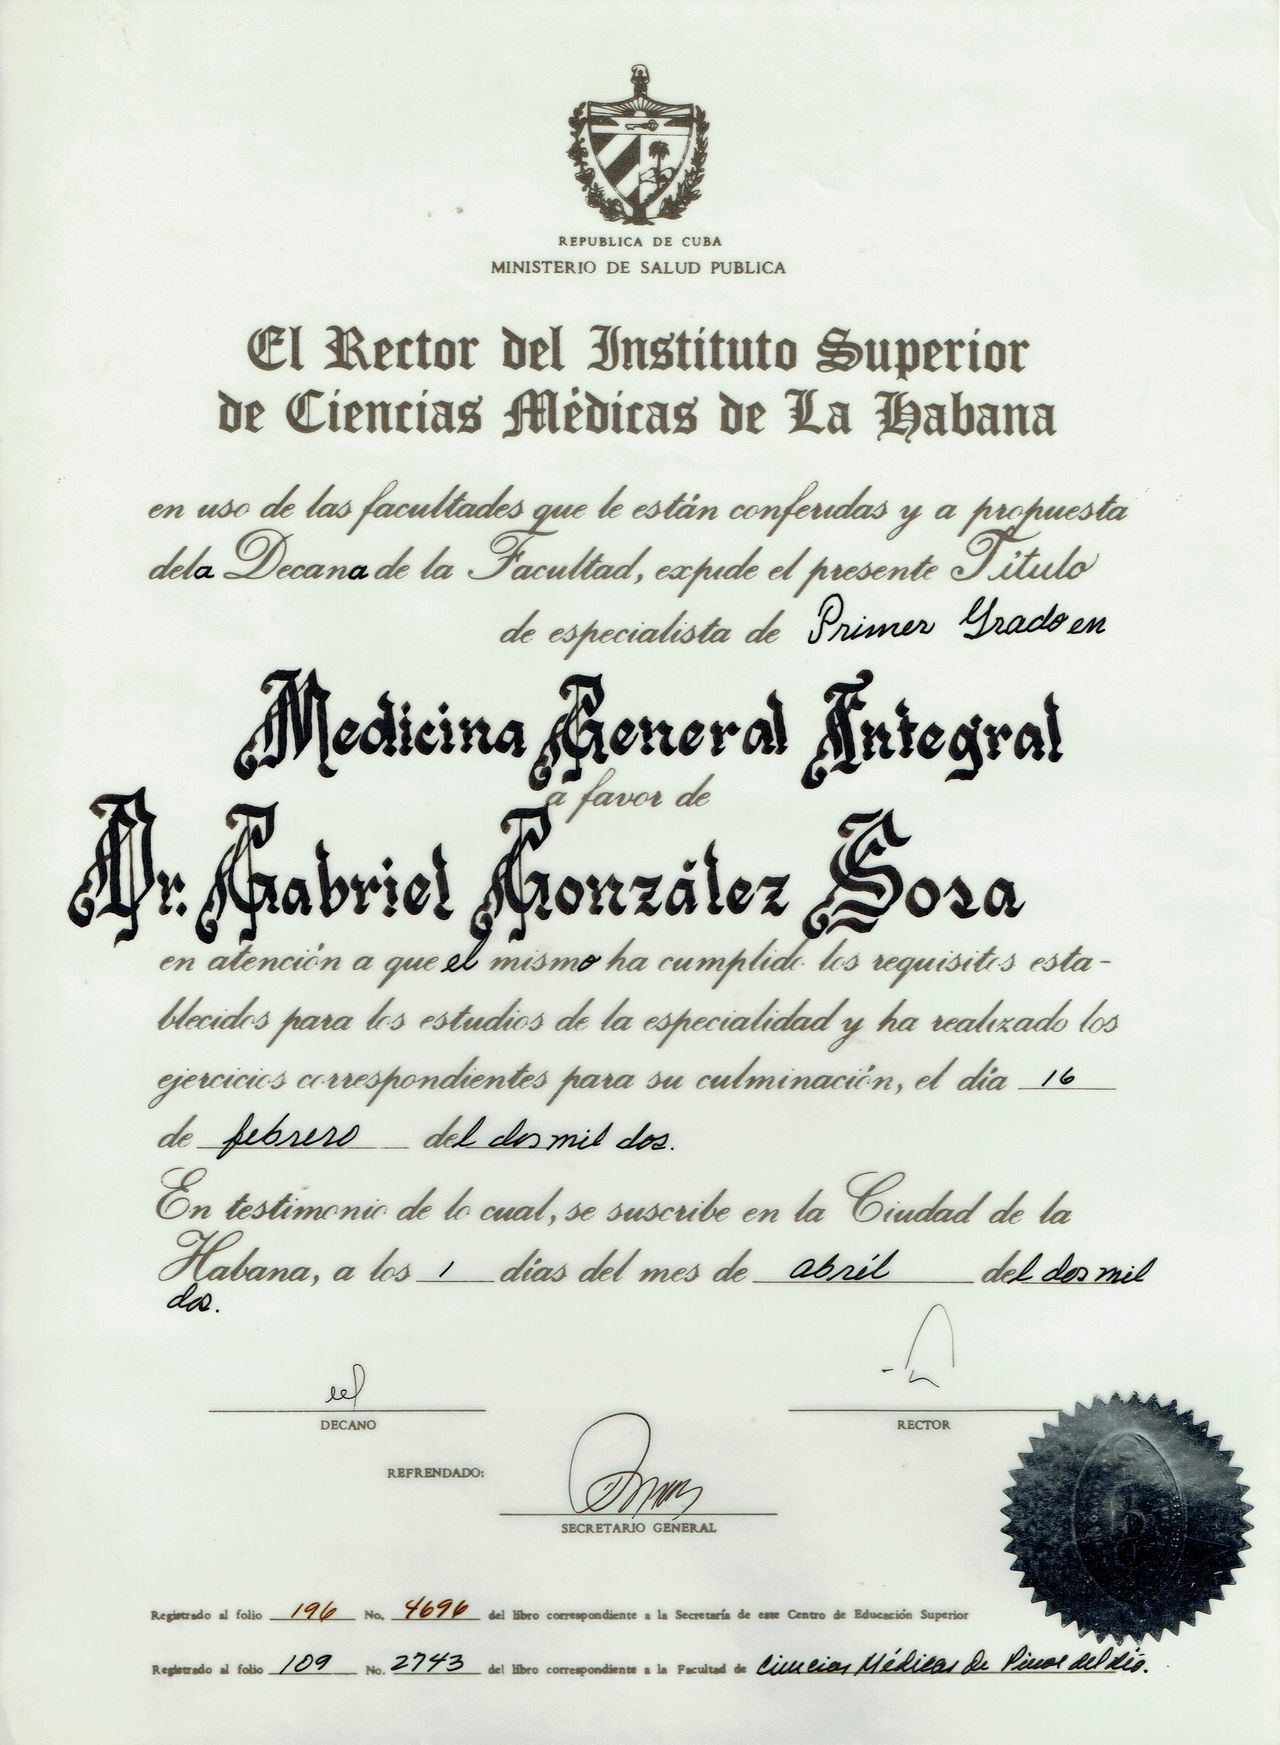 REPUBLICA DE CUBA
MINISTERIO DE SALUD PUBLICA
El Rector del Instituto Superior
de Ciencias Médicas de La Habana
en uso de las facultades que le están conferidas y a propuesta
dela Decana de la Facultad, expide el presente Título
de especialista de Primer Grado en
Medicina General Integral
a favor de
Dr. Gabriel González Sosa
en atención a que el mismo ha cumplido los requisitos esta-
blecidos para los estudios de la especialidad y ha realizado los
ejercicios correspondientes para su culminación, el día 16
de febrero del dos mil dos.
En testimonio de lo cual, se suscribe en la Ciudad de la
Habana, a los 1 días del mes de abril del dos mil
dos.
DECANO
RECTOR
REFRENDADO:
SECRETARIO GENERAL
Registrado al folio 196 No. 4696 del libro correspondiente a la Secretaría de este Centro de Educación Superior
Registrado al folio 109 No. 2743 del libro correspondiente a la Facultad de Ciencias Médicas de Pinar del Río.